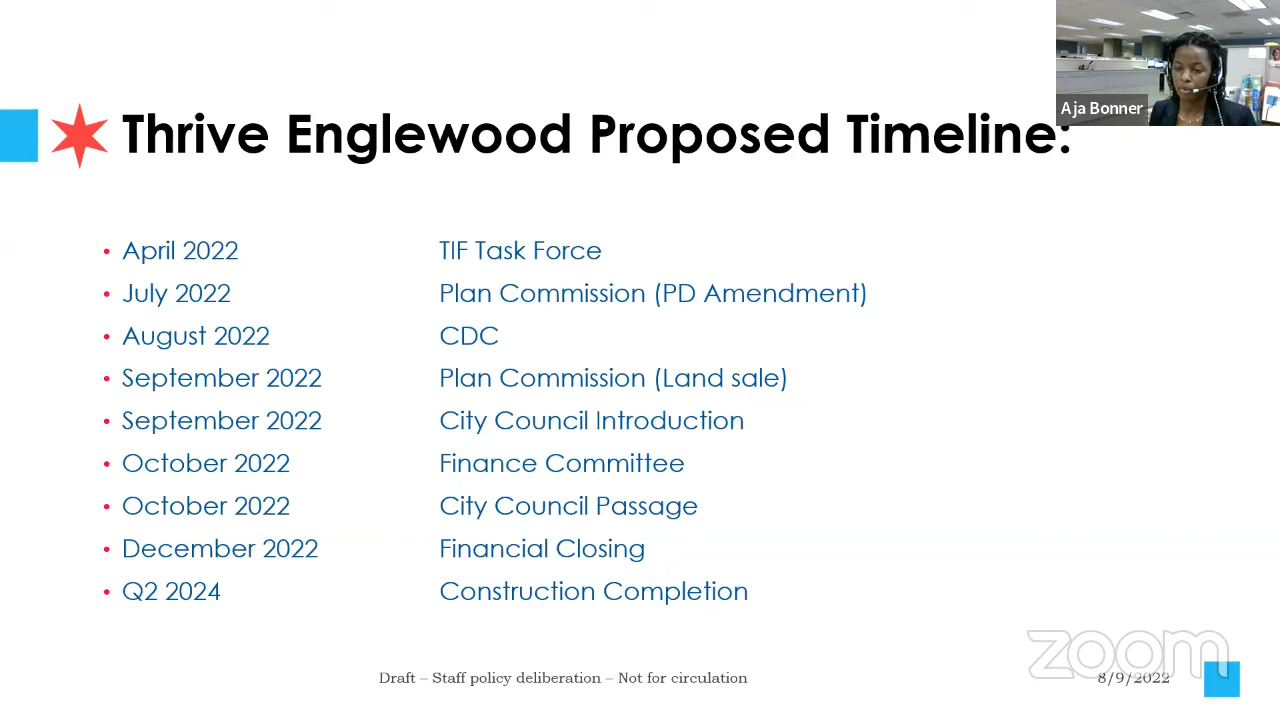 Aja Bonner
Thrive Englewood Proposed Timeline:
• April 2022 TIF Task Force
• July 2022 Plan Commission (PD Amendment)
• August 2022 CDC
• September 2022 Plan Commission (Land sale)
• September 2022 City Council Introduction
• October 2022 Finance Committee
• October 2022 City Council Passage
• December 2022 Financial Closing
• Q2 2024 Construction Completion
zoom
Draft – Staff policy deliberation – Not for circulation 8/9/2022